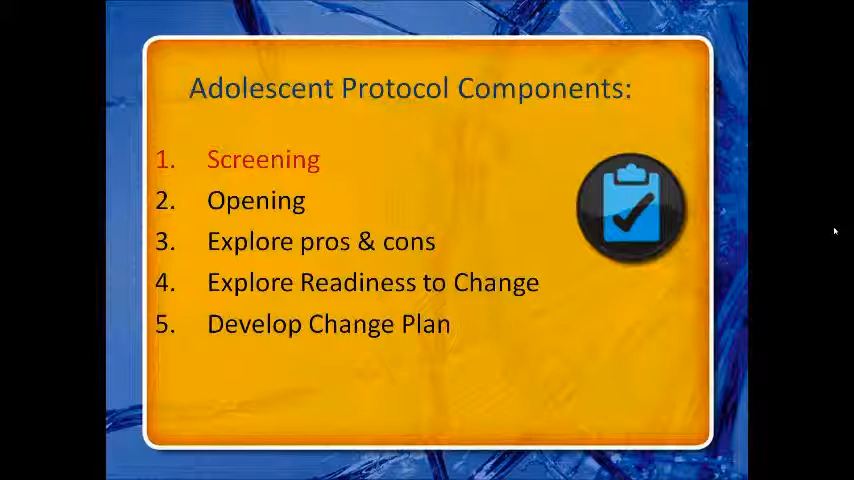 Adolescent Protocol Components:
1. Screening
2. Opening
3. Explore pros & cons
4. Explore Readiness to Change
5. Develop Change Plan